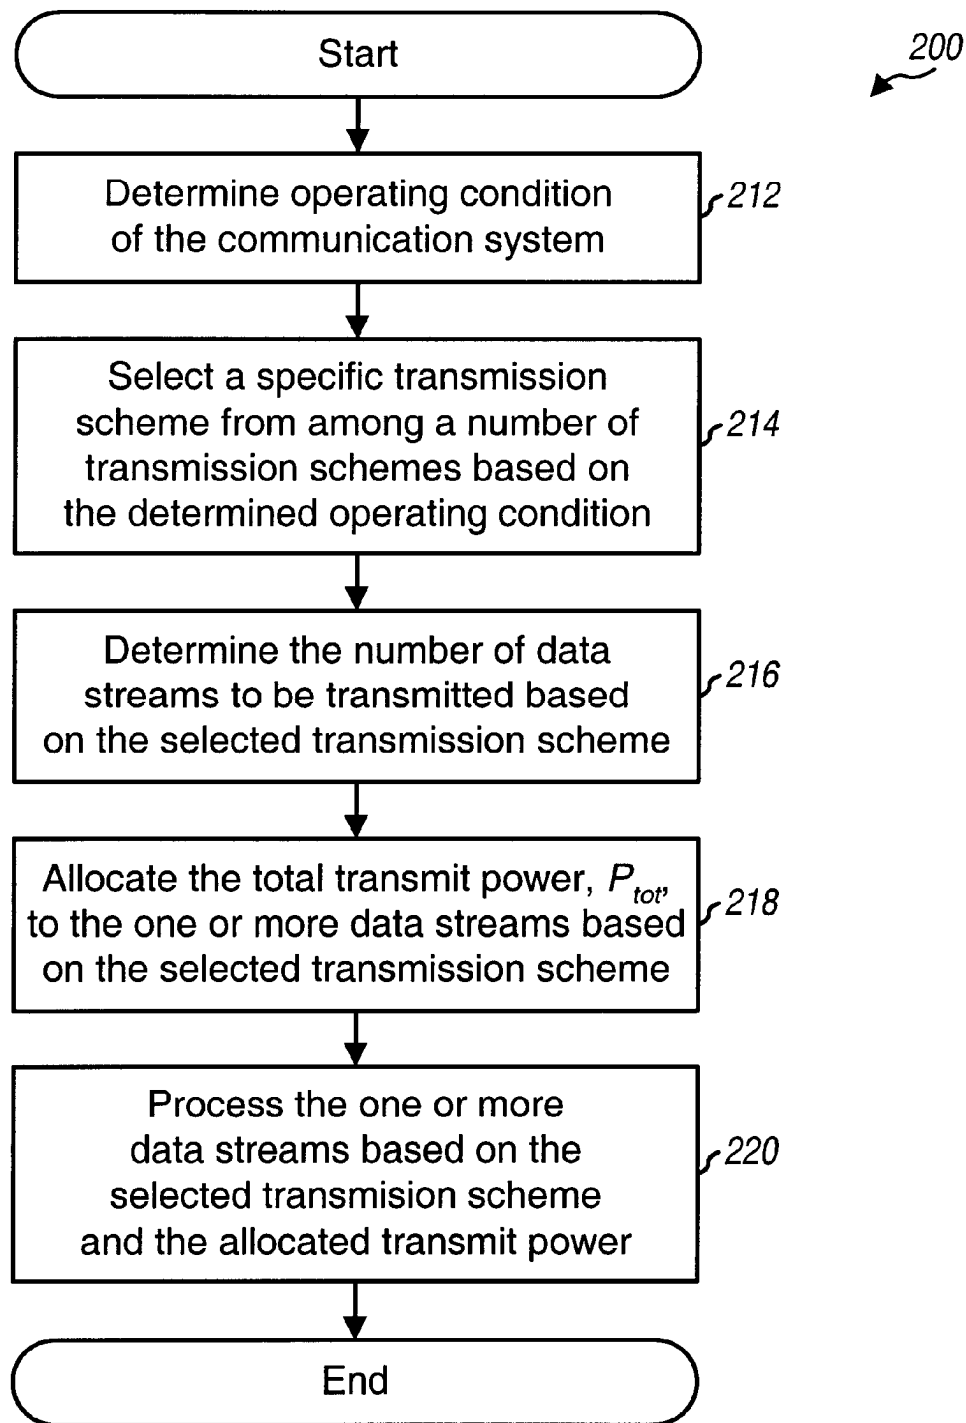 Start
200
Determine operating condition
of the communication system
212
Select a specific transmission
scheme from among a number of
transmission schemes based on
the determined operating condition
214
Determine the number of data
streams to be transmitted based
on the selected transmission scheme
216
Allocate the total transmit power, Ptot,
to the one or more data streams based
on the selected transmission scheme
218
Process the one or more
data streams based on the
selected transmision scheme
and the allocated transmit power
220
End